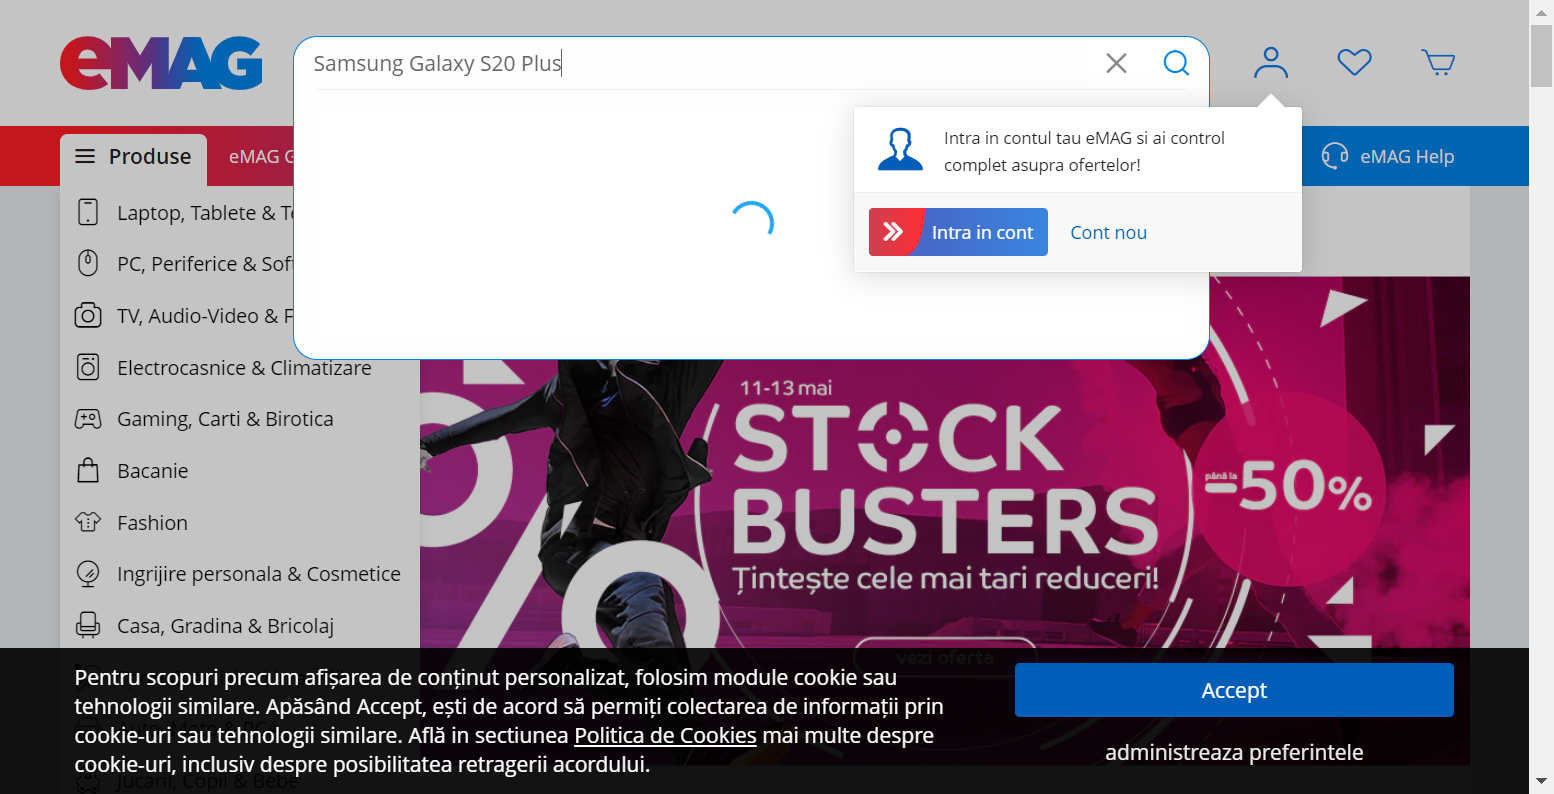 eMAG
Samsung Galaxy S20 Plus
Intra in contul tau eMAG si ai control
complet asupra ofertelor!
Intra in cont
Cont nou
Produse
eMAG G
eMAG Help
Laptop, Tablete & Te
PC, Periferice & Soft
TV, Audio-Video & F
Electrocasnice & Climatizare
Gaming, Carti & Birotica
Bacanie
Fashion
Ingrijire personala & Cosmetice
Casa, Gradina & Bricolaj
11-13 mai
STOCK
BUSTERS
Țintește cele mai tari reduceri!
până la
-50%
vezi oferta
Pentru scopuri precum afișarea de conținut personalizat, folosim module cookie sau
tehnologii similare. Apăsând Accept, ești de acord să permiți colectarea de informații prin
cookie-uri sau tehnologii similare. Află in sectiunea Politica de Cookies mai multe despre
cookie-uri, inclusiv despre posibilitatea retragerii acordului.
Accept
administreaza preferintele
Jucarii, Copii & Bebe